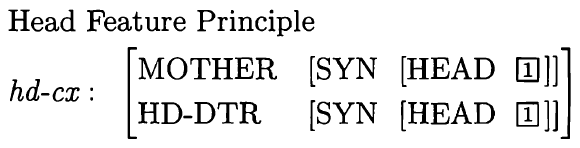 Head Feature Principle
hd-cx : [MOTHER [SYN [HEAD 1]]
HD-DTR [SYN [HEAD 1]]]